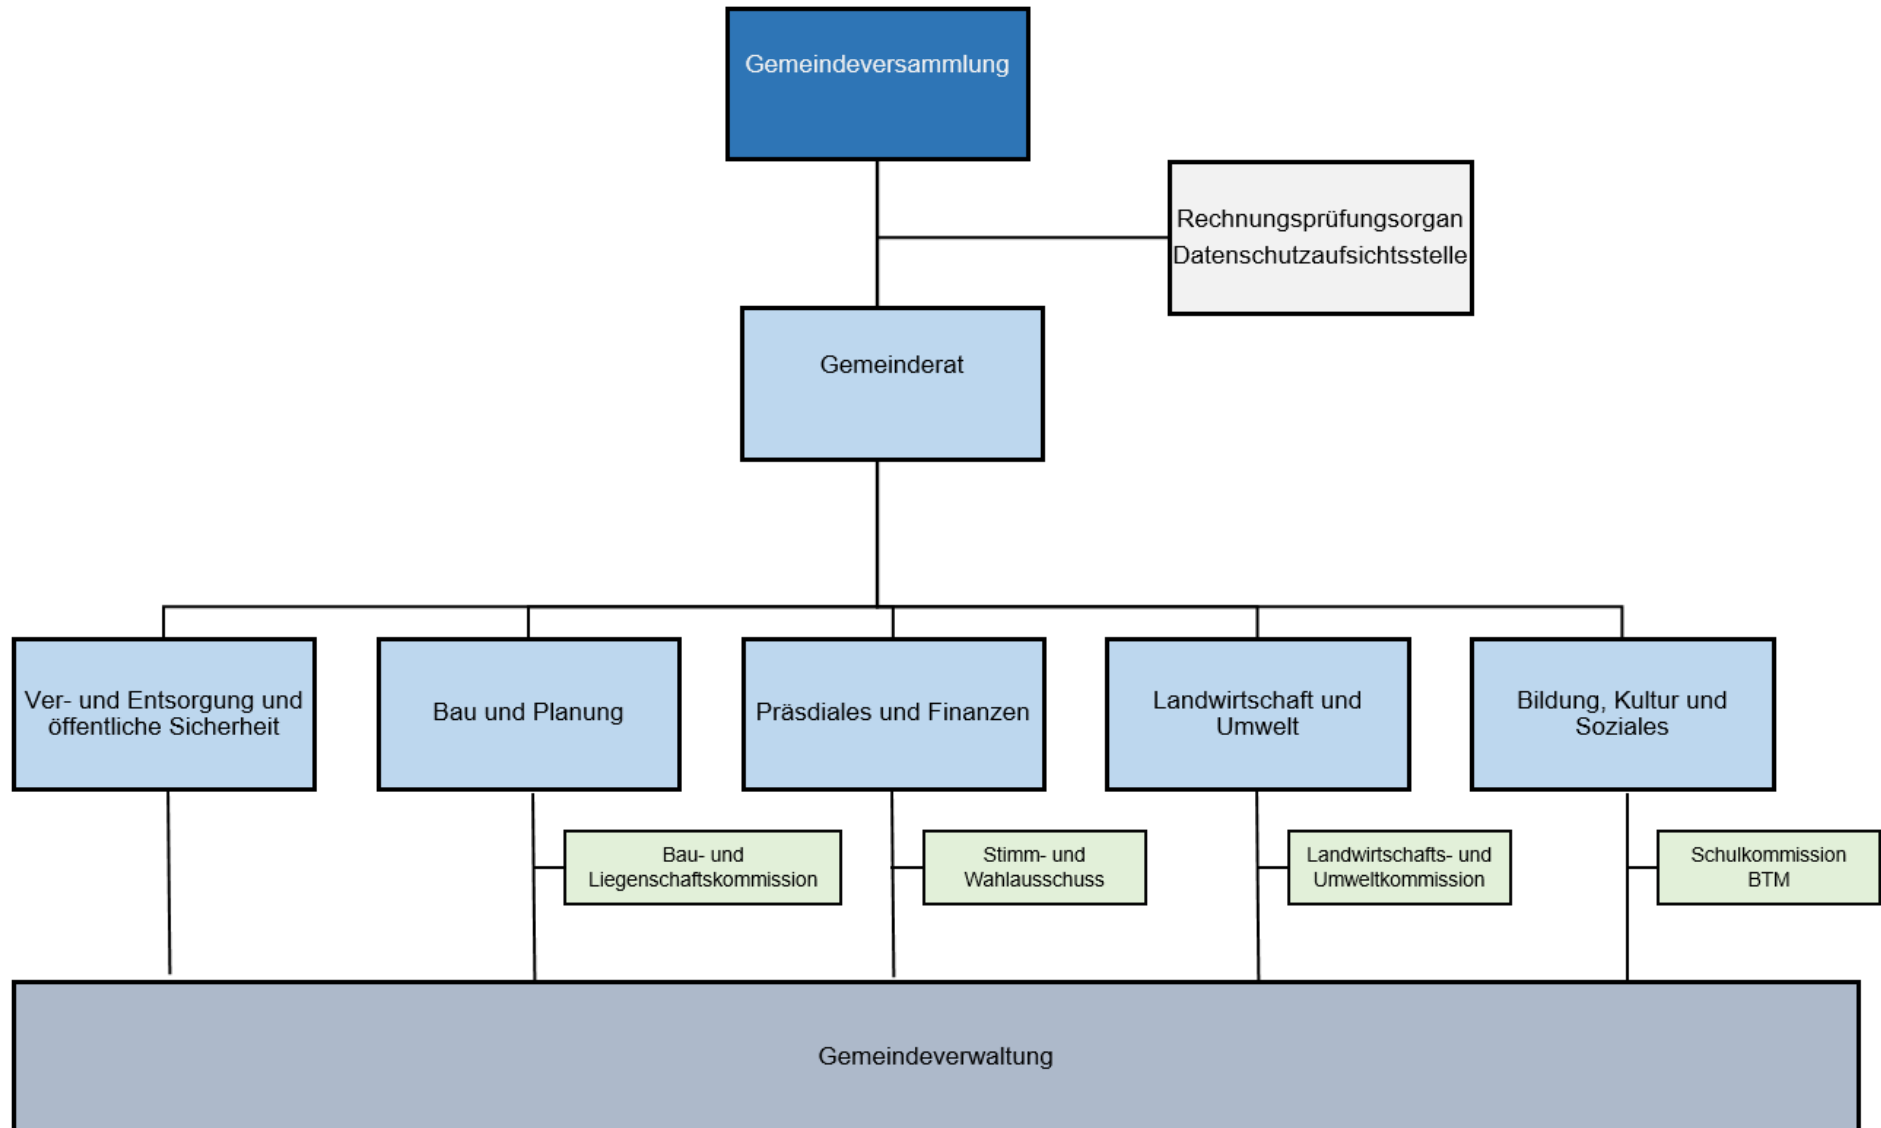 Gemeindeversammlung
Rechnungsprüfungsorgan
Datenschutzaufsichtsstelle
Gemeinderat
Ver- und Entsorgung und
öffentliche Sicherheit
Bau und Planung
Präsdiales und Finanzen
Landwirtschaft und
Umwelt
Bildung, Kultur und
Soziales
Bau- und
Liegenschaftskommission
Stimm- und
Wahlausschuss
Landwirtschafts- und
Umweltkommission
Schulkommission
BTM
Gemeindeverwaltung